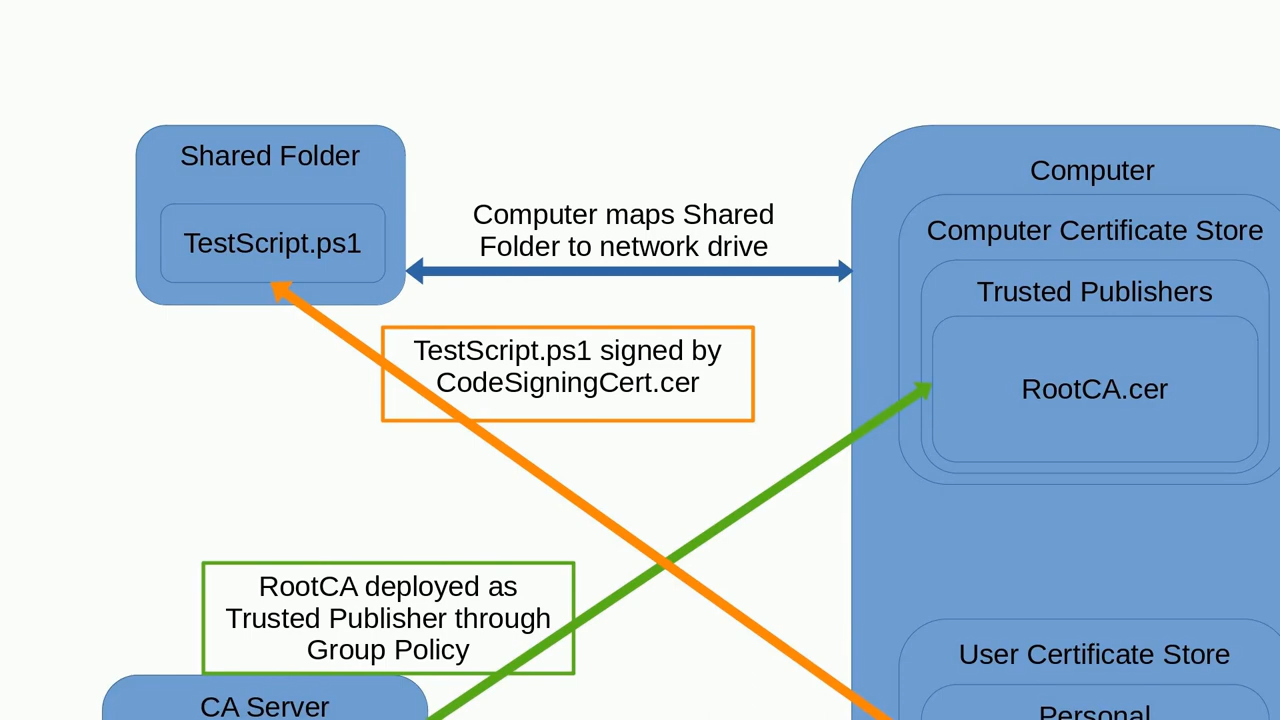 Shared Folder
TestScript.ps1
Computer maps Shared
Folder to network drive
Computer
Computer Certificate Store
Trusted Publishers
RootCA.cer
TestScript.ps1 signed by
CodeSigningCert.cer
RootCA deployed as
Trusted Publisher through
Group Policy
CA Server
User Certificate Store
Personal